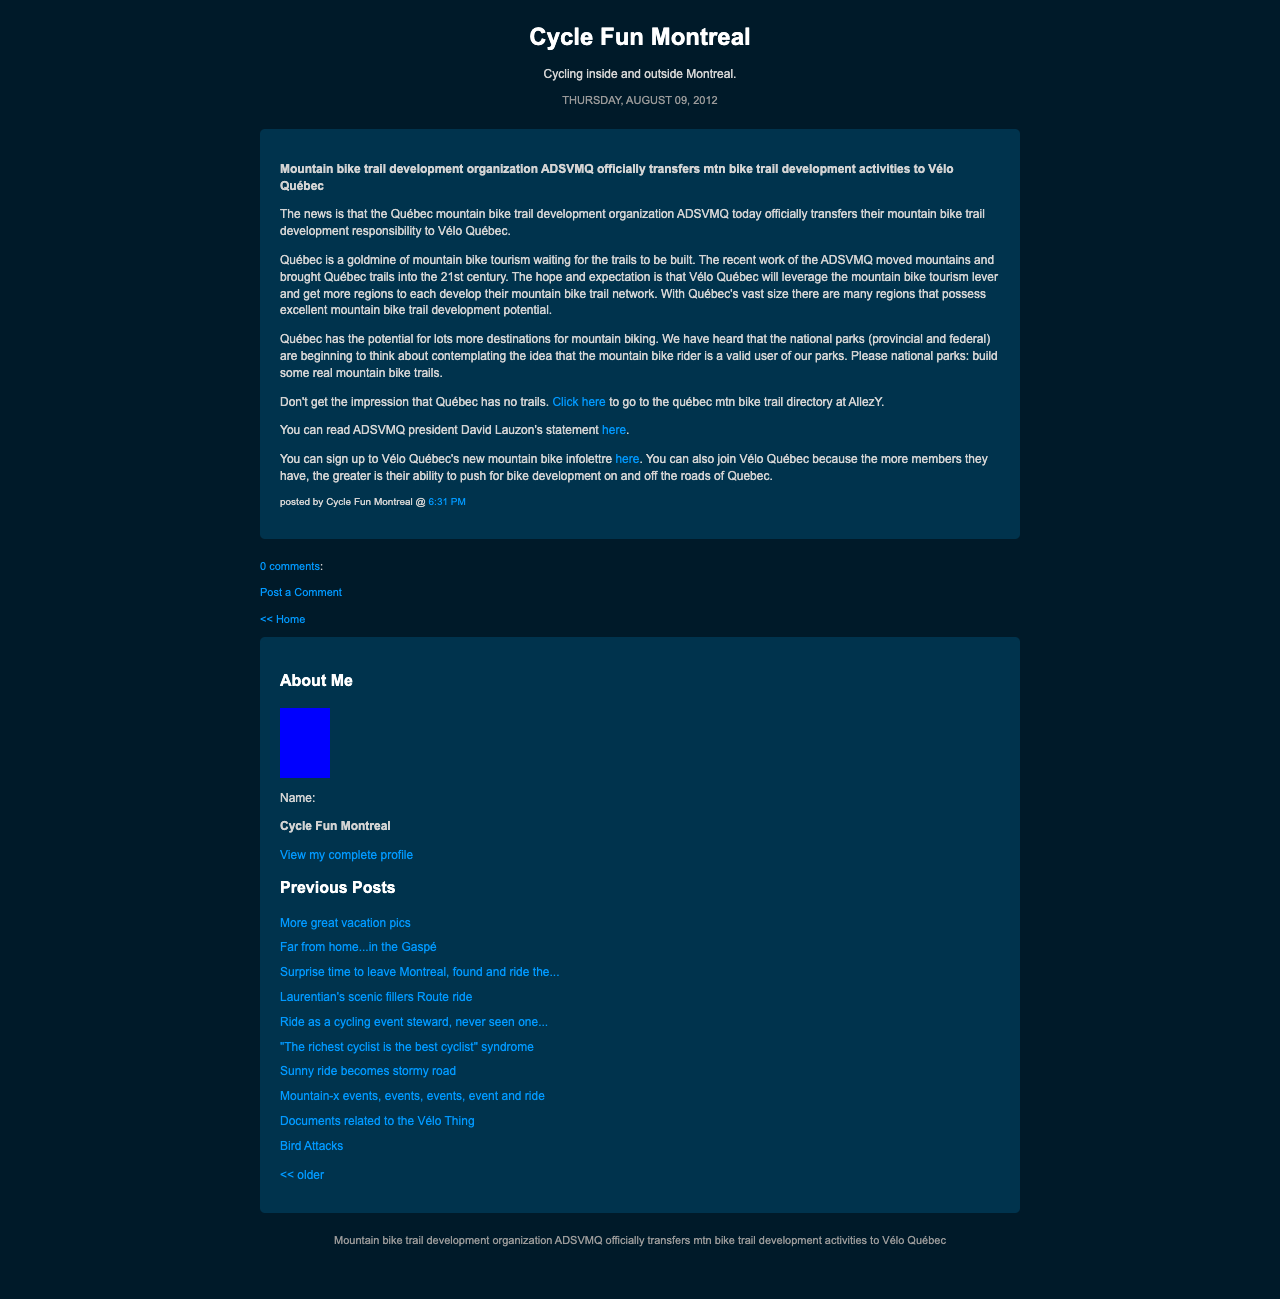 Cycle Fun Montreal
Cycling inside and outside Montreal.
THURSDAY, AUGUST 09, 2012
Mountain bike trail development organization ADSVMQ officially transfers mtn bike trail development activities to Vélo
Québec
The news is that the Québec mountain bike trail development organization ADSVMQ today officially transfers their mountain bike trail
development responsibility to Vélo Québec.
Québec is a goldmine of mountain bike tourism waiting for the trails to be built. The recent work of the ADSVMQ moved mountains and
brought Québec trails into the 21st century. The hope and expectation is that Vélo Québec will leverage the mountain bike tourism lever
and get more regions to each develop their mountain bike trail network. With Québec's vast size there are many regions that possess
excellent mountain bike trail development potential.
Québec has the potential for lots more destinations for mountain biking. We have heard that the national parks (provincial and federal)
are beginning to think about contemplating the idea that the mountain bike rider is a valid user of our parks. Please national parks: build
some real mountain bike trails.
Don't get the impression that Québec has no trails. Click here to go to the québec mtn bike trail directory at AllezY.
You can read ADSVMQ president David Lauzon's statement here.
You can sign up to Vélo Québec's new mountain bike infolettre here. You can also join Vélo Québec because the more members they
have, the greater is their ability to push for bike development on and off the roads of Quebec.
posted by Cycle Fun Montreal @ 6:31 PM
0 comments:
Post a Comment
<< Home
About Me
Name:
Cycle Fun Montreal
View my complete profile
Previous Posts
More great vacation pics
Far from home...in the Gaspé
Surprise time to leave Montreal, found and ride the...
Laurentian's scenic fillers Route ride
Ride as a cycling event steward, never seen one...
"The richest cyclist is the best cyclist" syndrome
Sunny ride becomes stormy road
Mountain-x events, events, events, event and ride
Documents related to the Vélo Thing
Bird Attacks
<< older
Mountain bike trail development organization ADSVMQ officially transfers mtn bike trail development activities to Vélo Québec